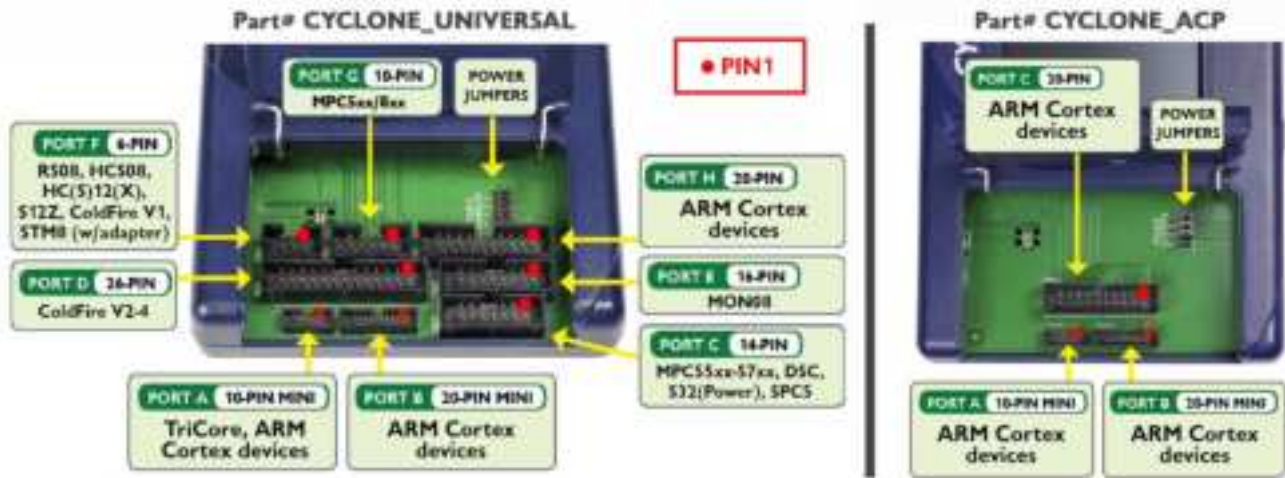 Part# CYCLONE_UNIVERSAL
PORT G 10-PIN
MPC5xx/8xx
POWER
JUMPERS
PIN1
PORT F 6-PIN
RS08, HCS08,
HC(S)12(X),
S12Z, ColdFire V1,
STM8 (w/adapter)
PORT D 26-PIN
ColdFire V2-4
PORT H 20-PIN
ARM Cortex
devices
PORT E 16-PIN
MON08
PORT C 14-PIN
MPC55xx-57xx, DSC,
S32(Power), SPC5
PORT A 10-PIN MINI
TriCore, ARM
Cortex devices
PORT B 20-PIN MINI
ARM Cortex
devices
Part# CYCLONE_ACP
PORT C 20-PIN
ARM Cortex
devices
POWER
JUMPERS
PORT A 10-PIN MINI
ARM Cortex
devices
PORT B 20-PIN MINI
ARM Cortex
devices